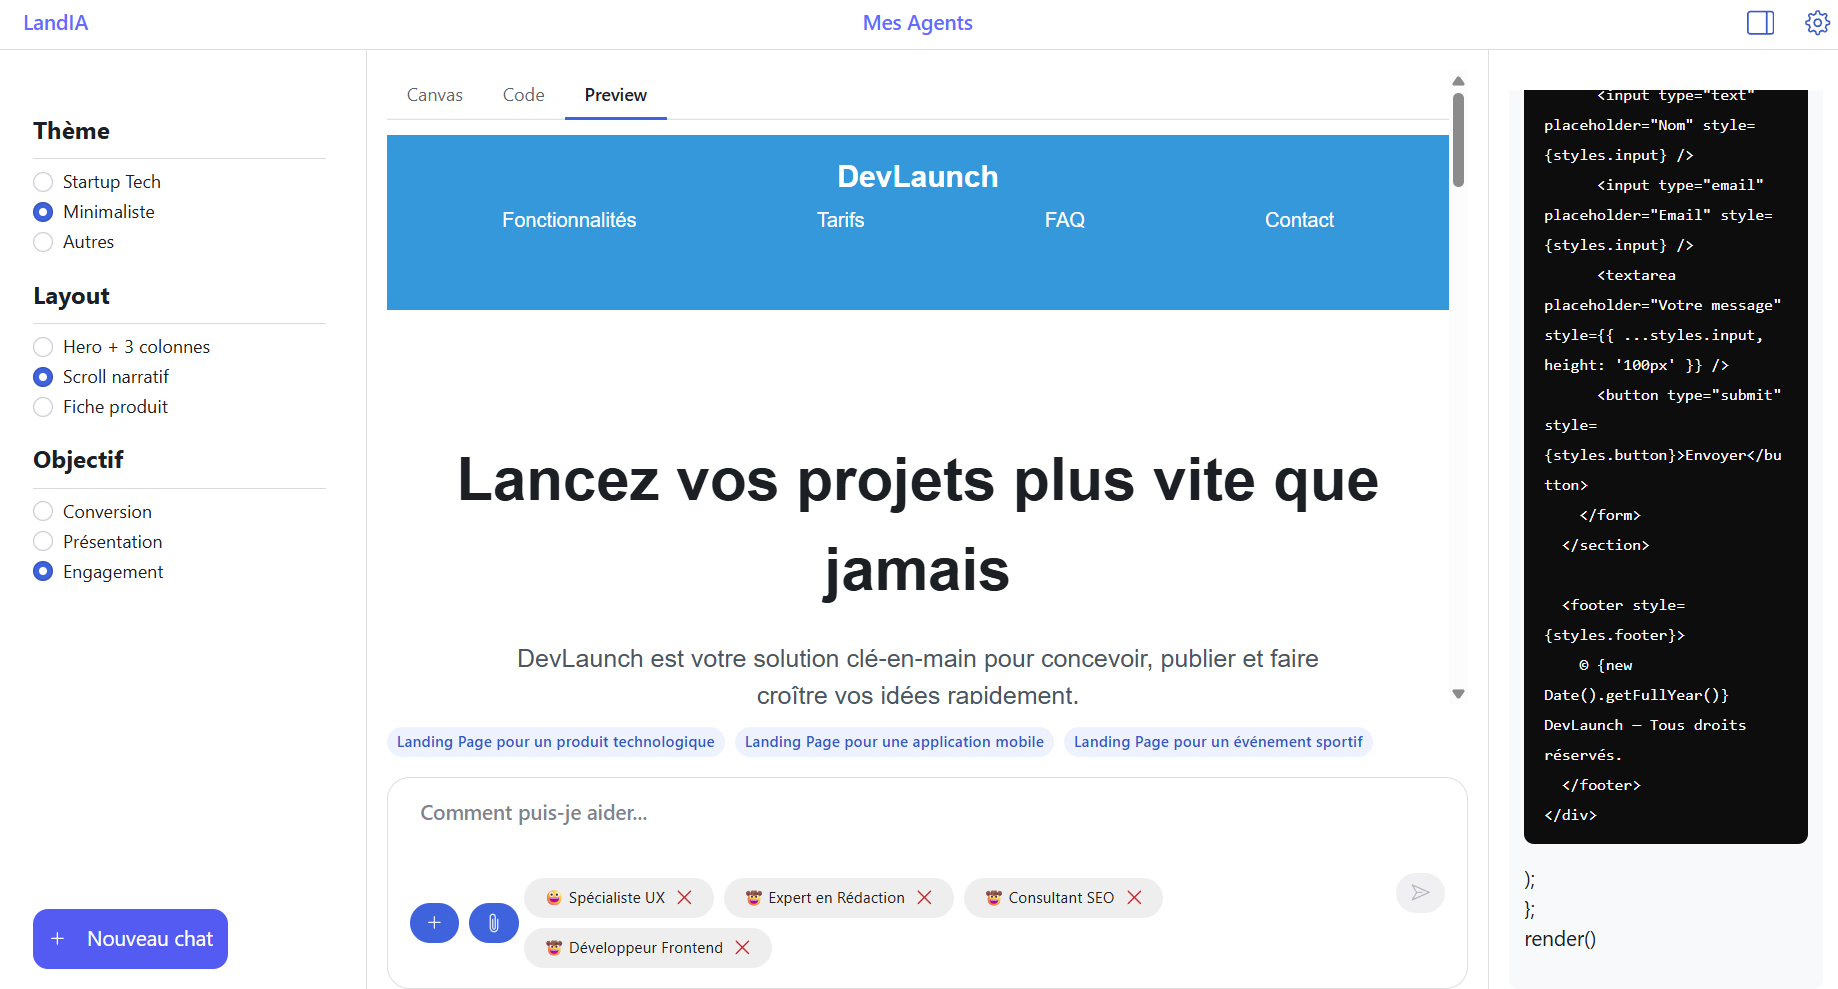 LandIA
Mes Agents
Thème
Startup Tech
Minimaliste
Autres
Layout
Hero + 3 colonnes
Scroll narratif
Fiche produit
Objectif
Conversion
Présentation
Engagement
+ Nouveau chat
Canvas Code Preview
DevLaunch
Fonctionnalités Tarifs FAQ Contact
Lancez vos projets plus vite que
jamais
DevLaunch est votre solution clé-en-main pour concevoir, publier et faire
croître vos idées rapidement.
Landing Page pour un produit technologique Landing Page pour une application mobile Landing Page pour un événement sportif
Comment puis-je aider...
Spécialiste UX Expert en Rédaction Consultant SEO
Développeur Frontend
<input type="text"
placeholder="Nom" style=
{styles.input} />
<input type="email"
placeholder="Email" style=
{styles.input} />
<textarea
placeholder="Votre message"
style={{ ...styles.input,
height: '100px' }} />
<button type="submit"
style=
{styles.button}>Envoyer</bu
tton>
</form>
</section>
<footer style=
{styles.footer}>
© {new
Date().getFullYear()}
DevLaunch — Tous droits
réservés.
</footer>
</div>
);
};
render()